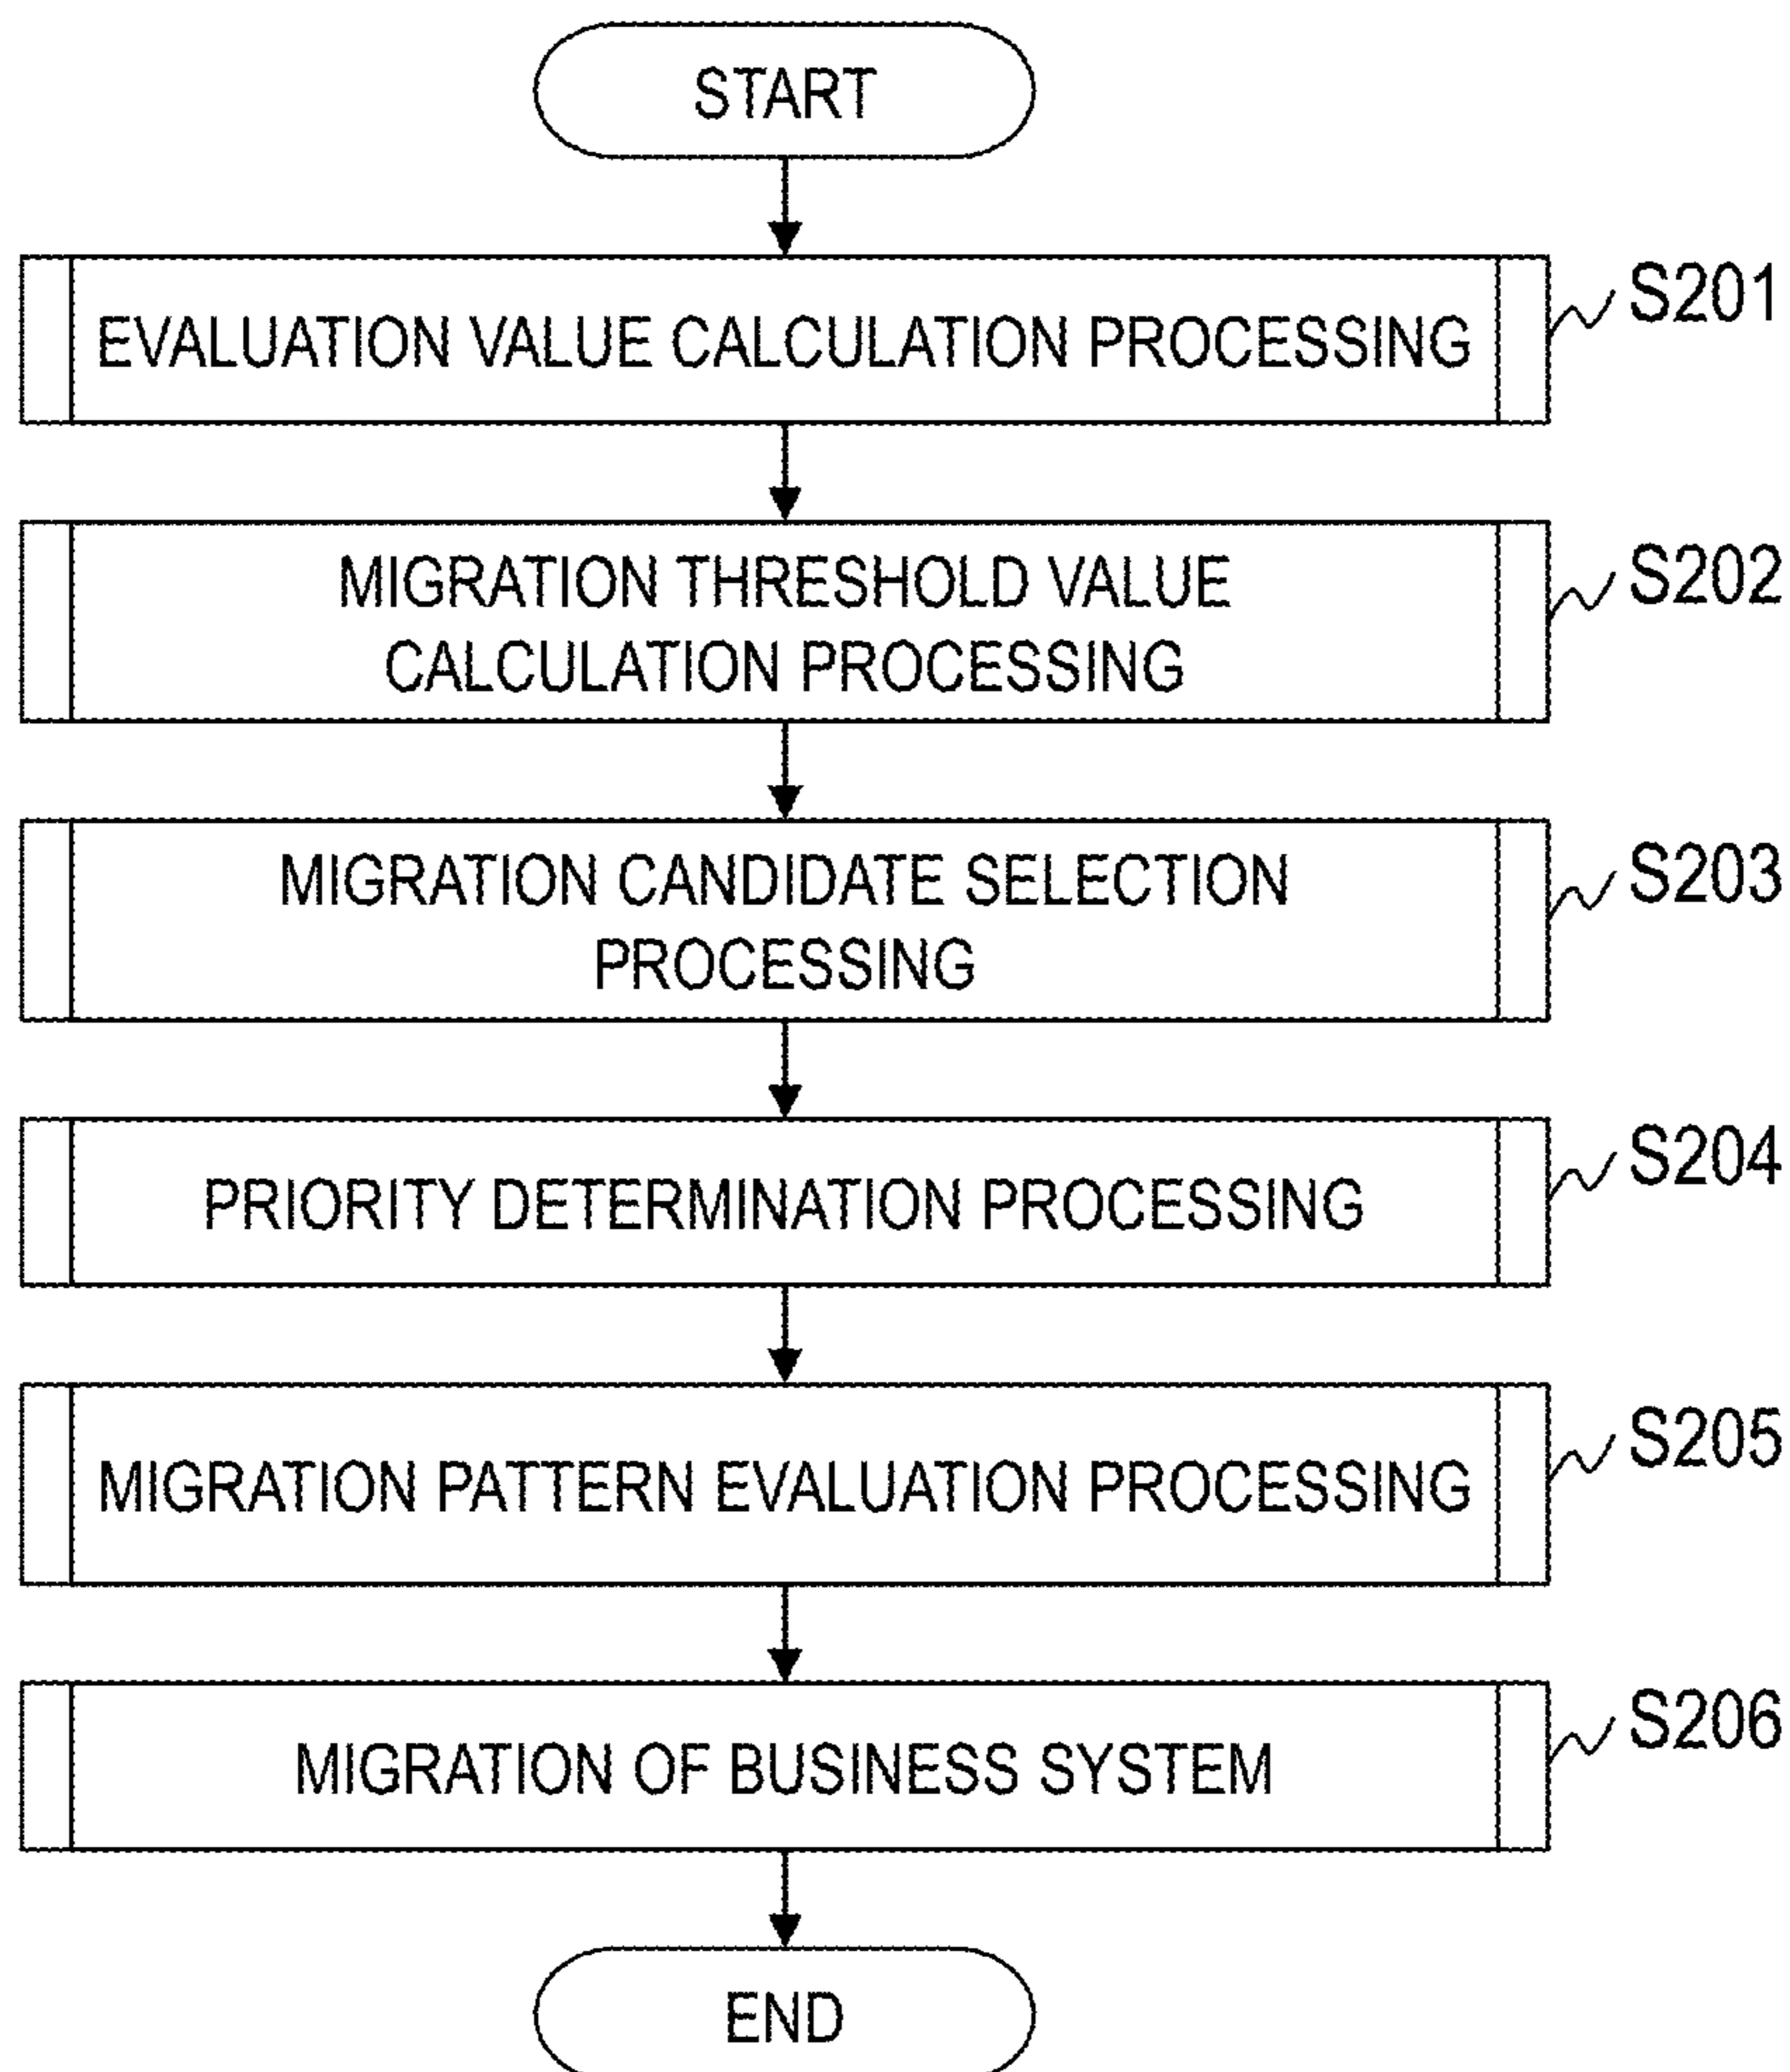 START
EVALUATION VALUE CALCULATION PROCESSING
S201
MIGRATION THRESHOLD VALUE
CALCULATION PROCESSING
S202
MIGRATION CANDIDATE SELECTION
PROCESSING
S203
PRIORITY DETERMINATION PROCESSING
S204
MIGRATION PATTERN EVALUATION PROCESSING
S205
MIGRATION OF BUSINESS SYSTEM
S206
END